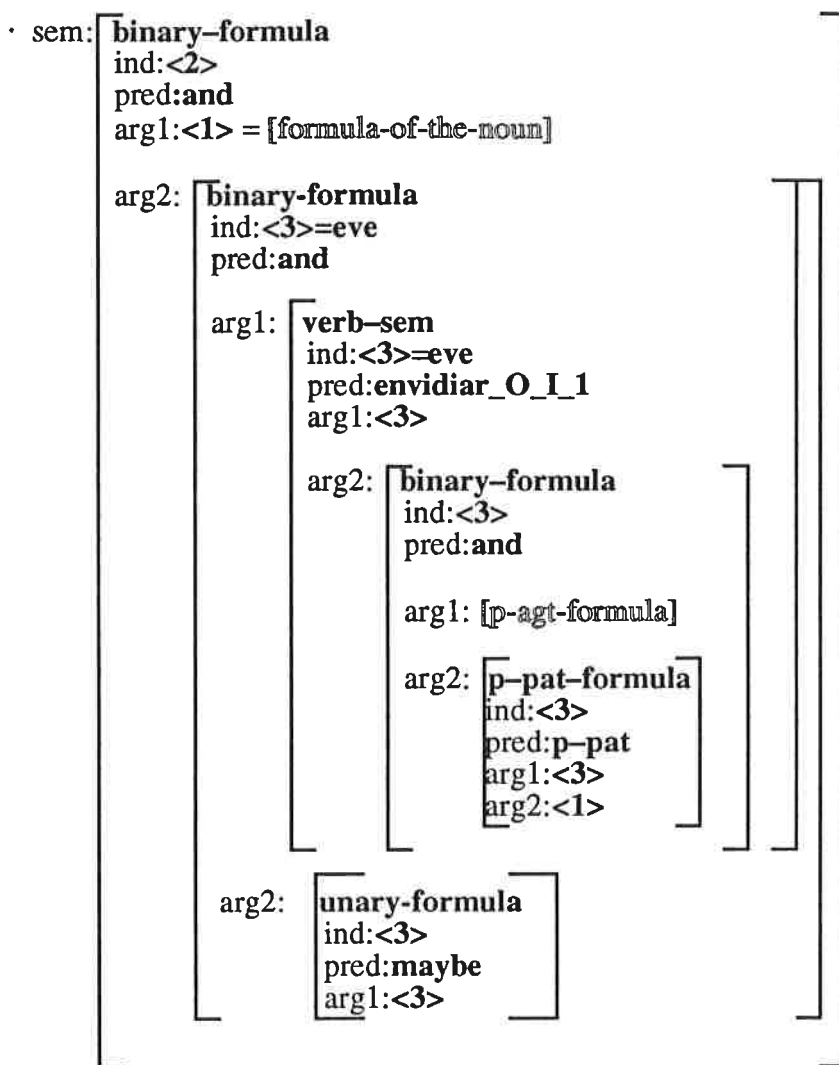 · sem: binary–formula
ind:<2>
pred:and
arg1:<1> = [formula-of-the-noun]
arg2: binary-formula
ind:<3>=eve
pred:and
arg1: verb–sem
ind:<3>=eve
pred:envidiar_O_I_1
arg1:<3>
arg2: binary–formula
ind:<3>
pred:and
arg1: [p-agt-formula]
arg2: p–pat–formula
ind:<3>
pred:p–pat
arg1:<3>
arg2:<1>
arg2: unary-formula
ind:<3>
pred:maybe
arg1:<3>